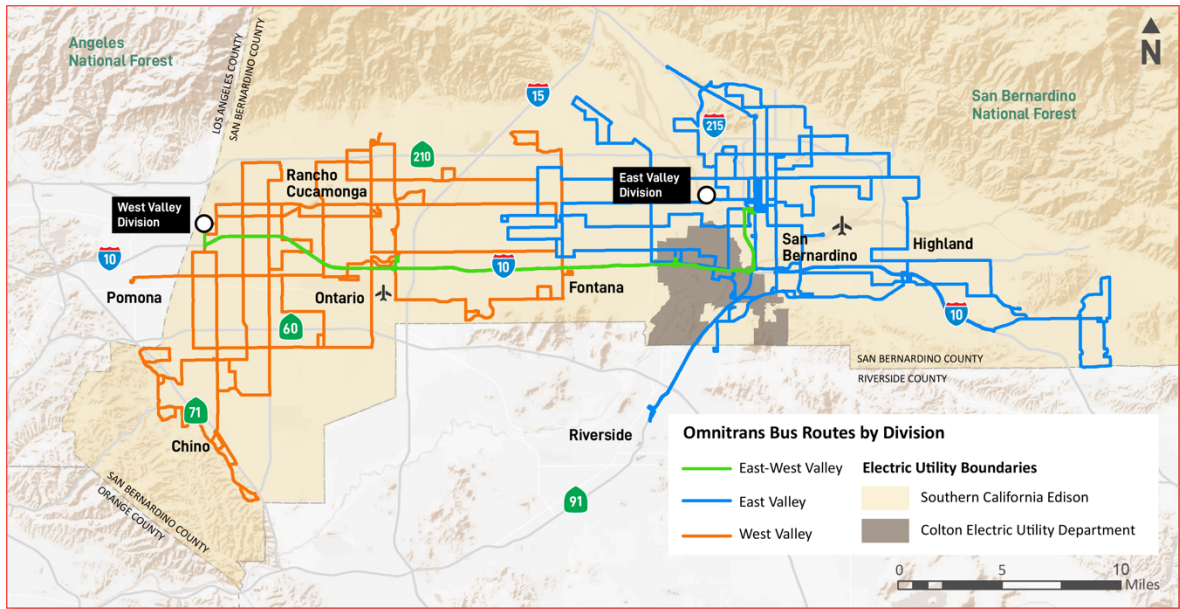 Angeles
National Forest
LOS ANGELES COUNTY
SAN BERNARDINO COUNTY
N
15
San Bernardino
National Forest
215
210
Rancho
Cucamonga
East Valley
Division
West Valley
Division
10
San
Bernardino
Highland
10
Pomona
Ontario
Fontana
60
10
SAN BERNARDINO COUNTY
RIVERSIDE COUNTY
71
Chino
Riverside
91
SAN BERNARDINO COUNTY
ORANGE COUNTY
Omnitrans Bus Routes by Division
East-West Valley
East Valley
West Valley
Electric Utility Boundaries
Southern California Edison
Colton Electric Utility Department
0 5 10
Miles